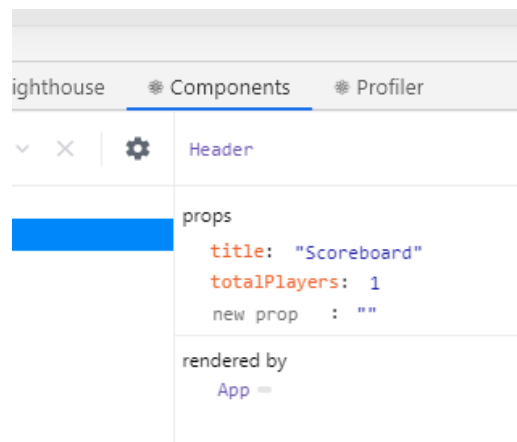 ighthouse Components Profiler
Header
props
title: "Scoreboard"
totalPlayers: 1
new prop : ""
rendered by
App